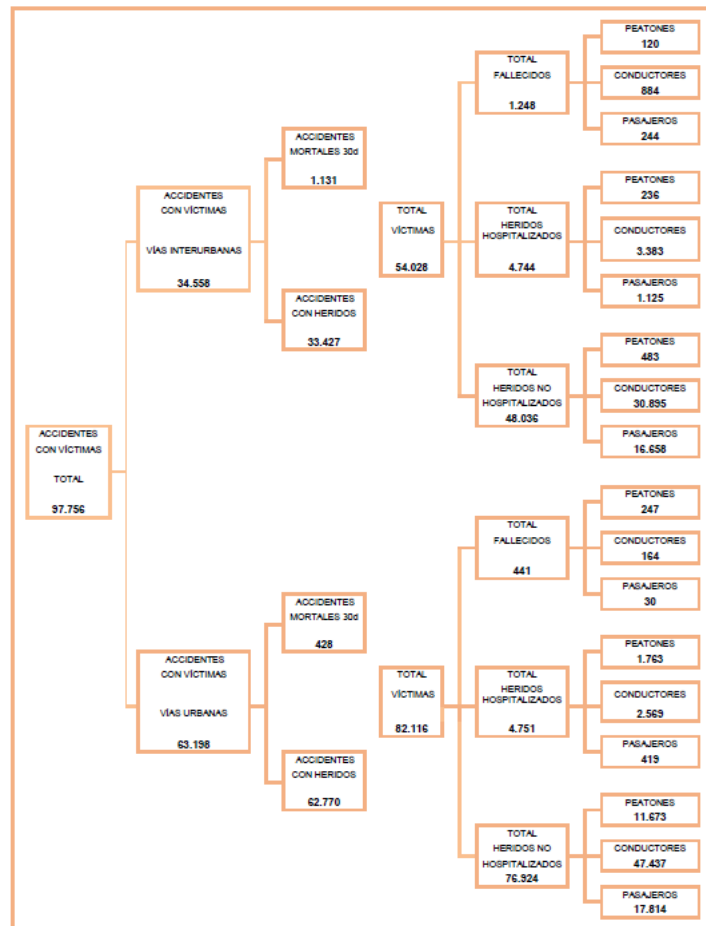 ACCIDENTES
CON VÍCTIMAS
TOTAL
97.756
ACCIDENTES
CON VÍCTIMAS
VÍAS INTERURBANAS
34.558
ACCIDENTES
MORTALES 30d
1.131
ACCIDENTES
CON HERIDOS
33.427
TOTAL
VÍCTIMAS
54.028
TOTAL
FALLECIDOS
1.248
PEATONES
120
CONDUCTORES
884
PASAJEROS
244
TOTAL
HERIDOS
HOSPITALIZADOS
4.744
PEATONES
236
CONDUCTORES
3.383
PASAJEROS
1.125
TOTAL
HERIDOS NO
HOSPITALIZADOS
48.036
PEATONES
483
CONDUCTORES
30.895
PASAJEROS
16.658
ACCIDENTES
CON VÍCTIMAS
VÍAS URBANAS
63.198
ACCIDENTES
MORTALES 30d
428
ACCIDENTES
CON HERIDOS
62.770
TOTAL
VÍCTIMAS
82.116
TOTAL
FALLECIDOS
441
PEATONES
247
CONDUCTORES
164
PASAJEROS
30
TOTAL
HERIDOS
HOSPITALIZADOS
4.751
PEATONES
1.763
CONDUCTORES
2.569
PASAJEROS
419
TOTAL
HERIDOS NO
HOSPITALIZADOS
76.924
PEATONES
11.673
CONDUCTORES
47.437
PASAJEROS
17.814